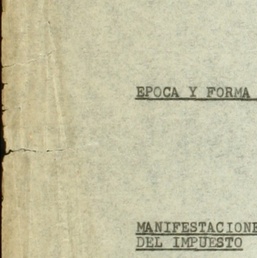 EPOCA Y FORMA
MANIFESTACIONE
DEL IMPUESTO